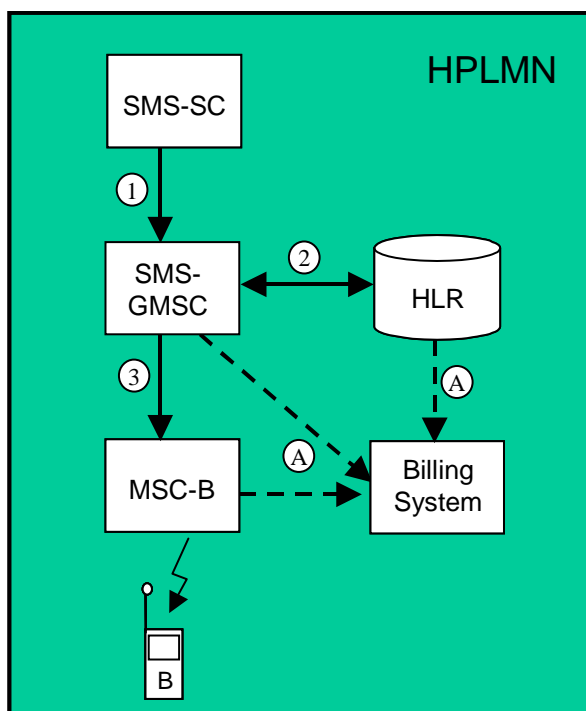 HPLMN
SMS-SC
1
SMS-
GMSC
2
HLR
3
A
A
MSC-B
Billing
System
B